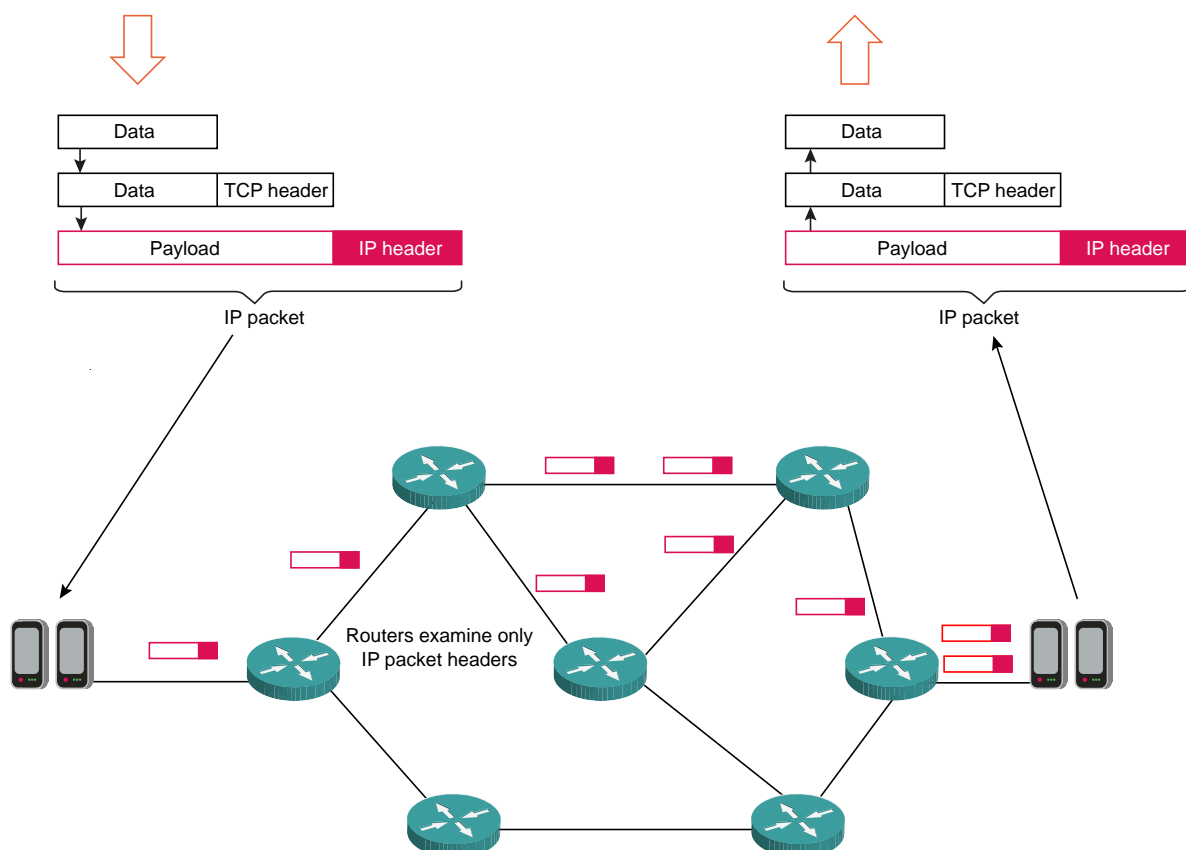 Data
Data TCP header
Payload IP header
IP packet
Data
Data TCP header
Payload IP header
IP packet
Routers examine only
IP packet headers